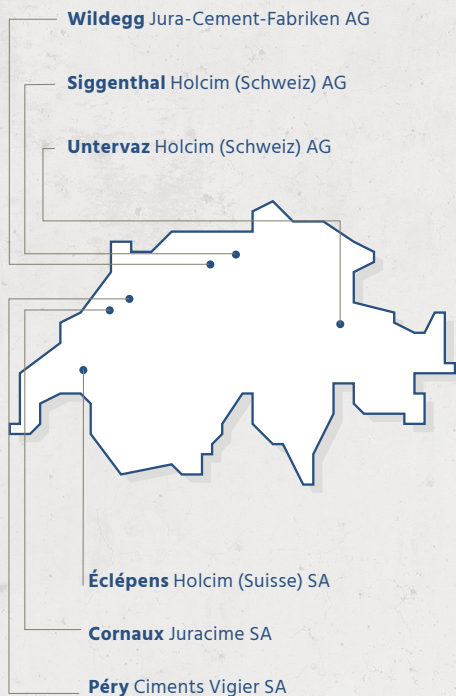 Wildegg Jura-Cement-Fabriken AG
Siggenthal Holcim (Schweiz) AG
Untervaz Holcim (Schweiz) AG
Éclépens Holcim (Suisse) SA
Cornaux Juracime SA
Péry Ciments Vigier SA